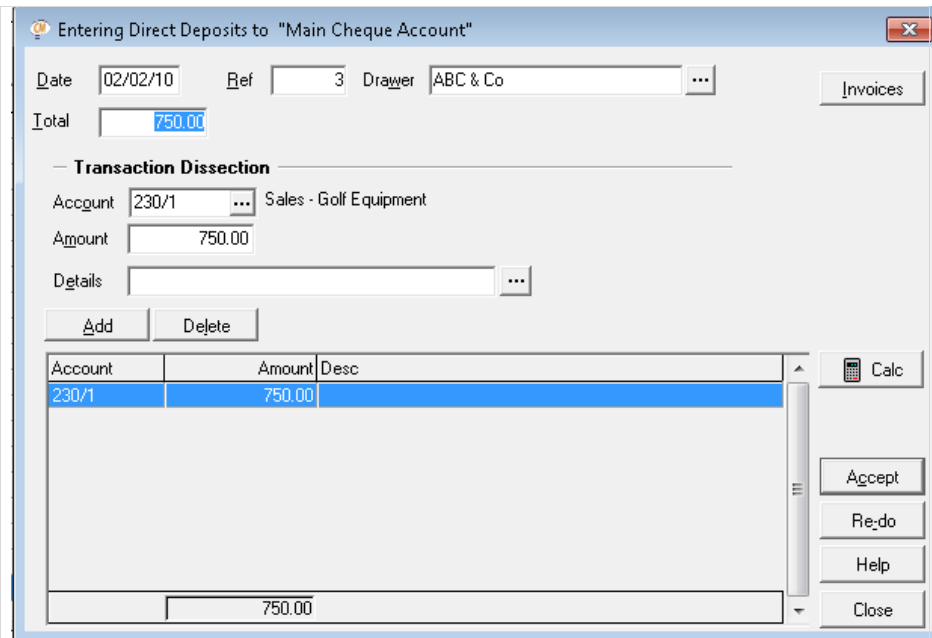 CM Entering Direct Deposits to "Main Cheque Account"
Date 02/02/10 Ref 3 Drawer ABC & Co ... Invoices
Total 750.00
Transaction Dissection
Account 230/1 ... Sales - Golf Equipment
Amount 750.00
Details ...
Add Delete
Account Amount Desc Calc
230/1 750.00
Accept
Re-do
Help
750.00 Close